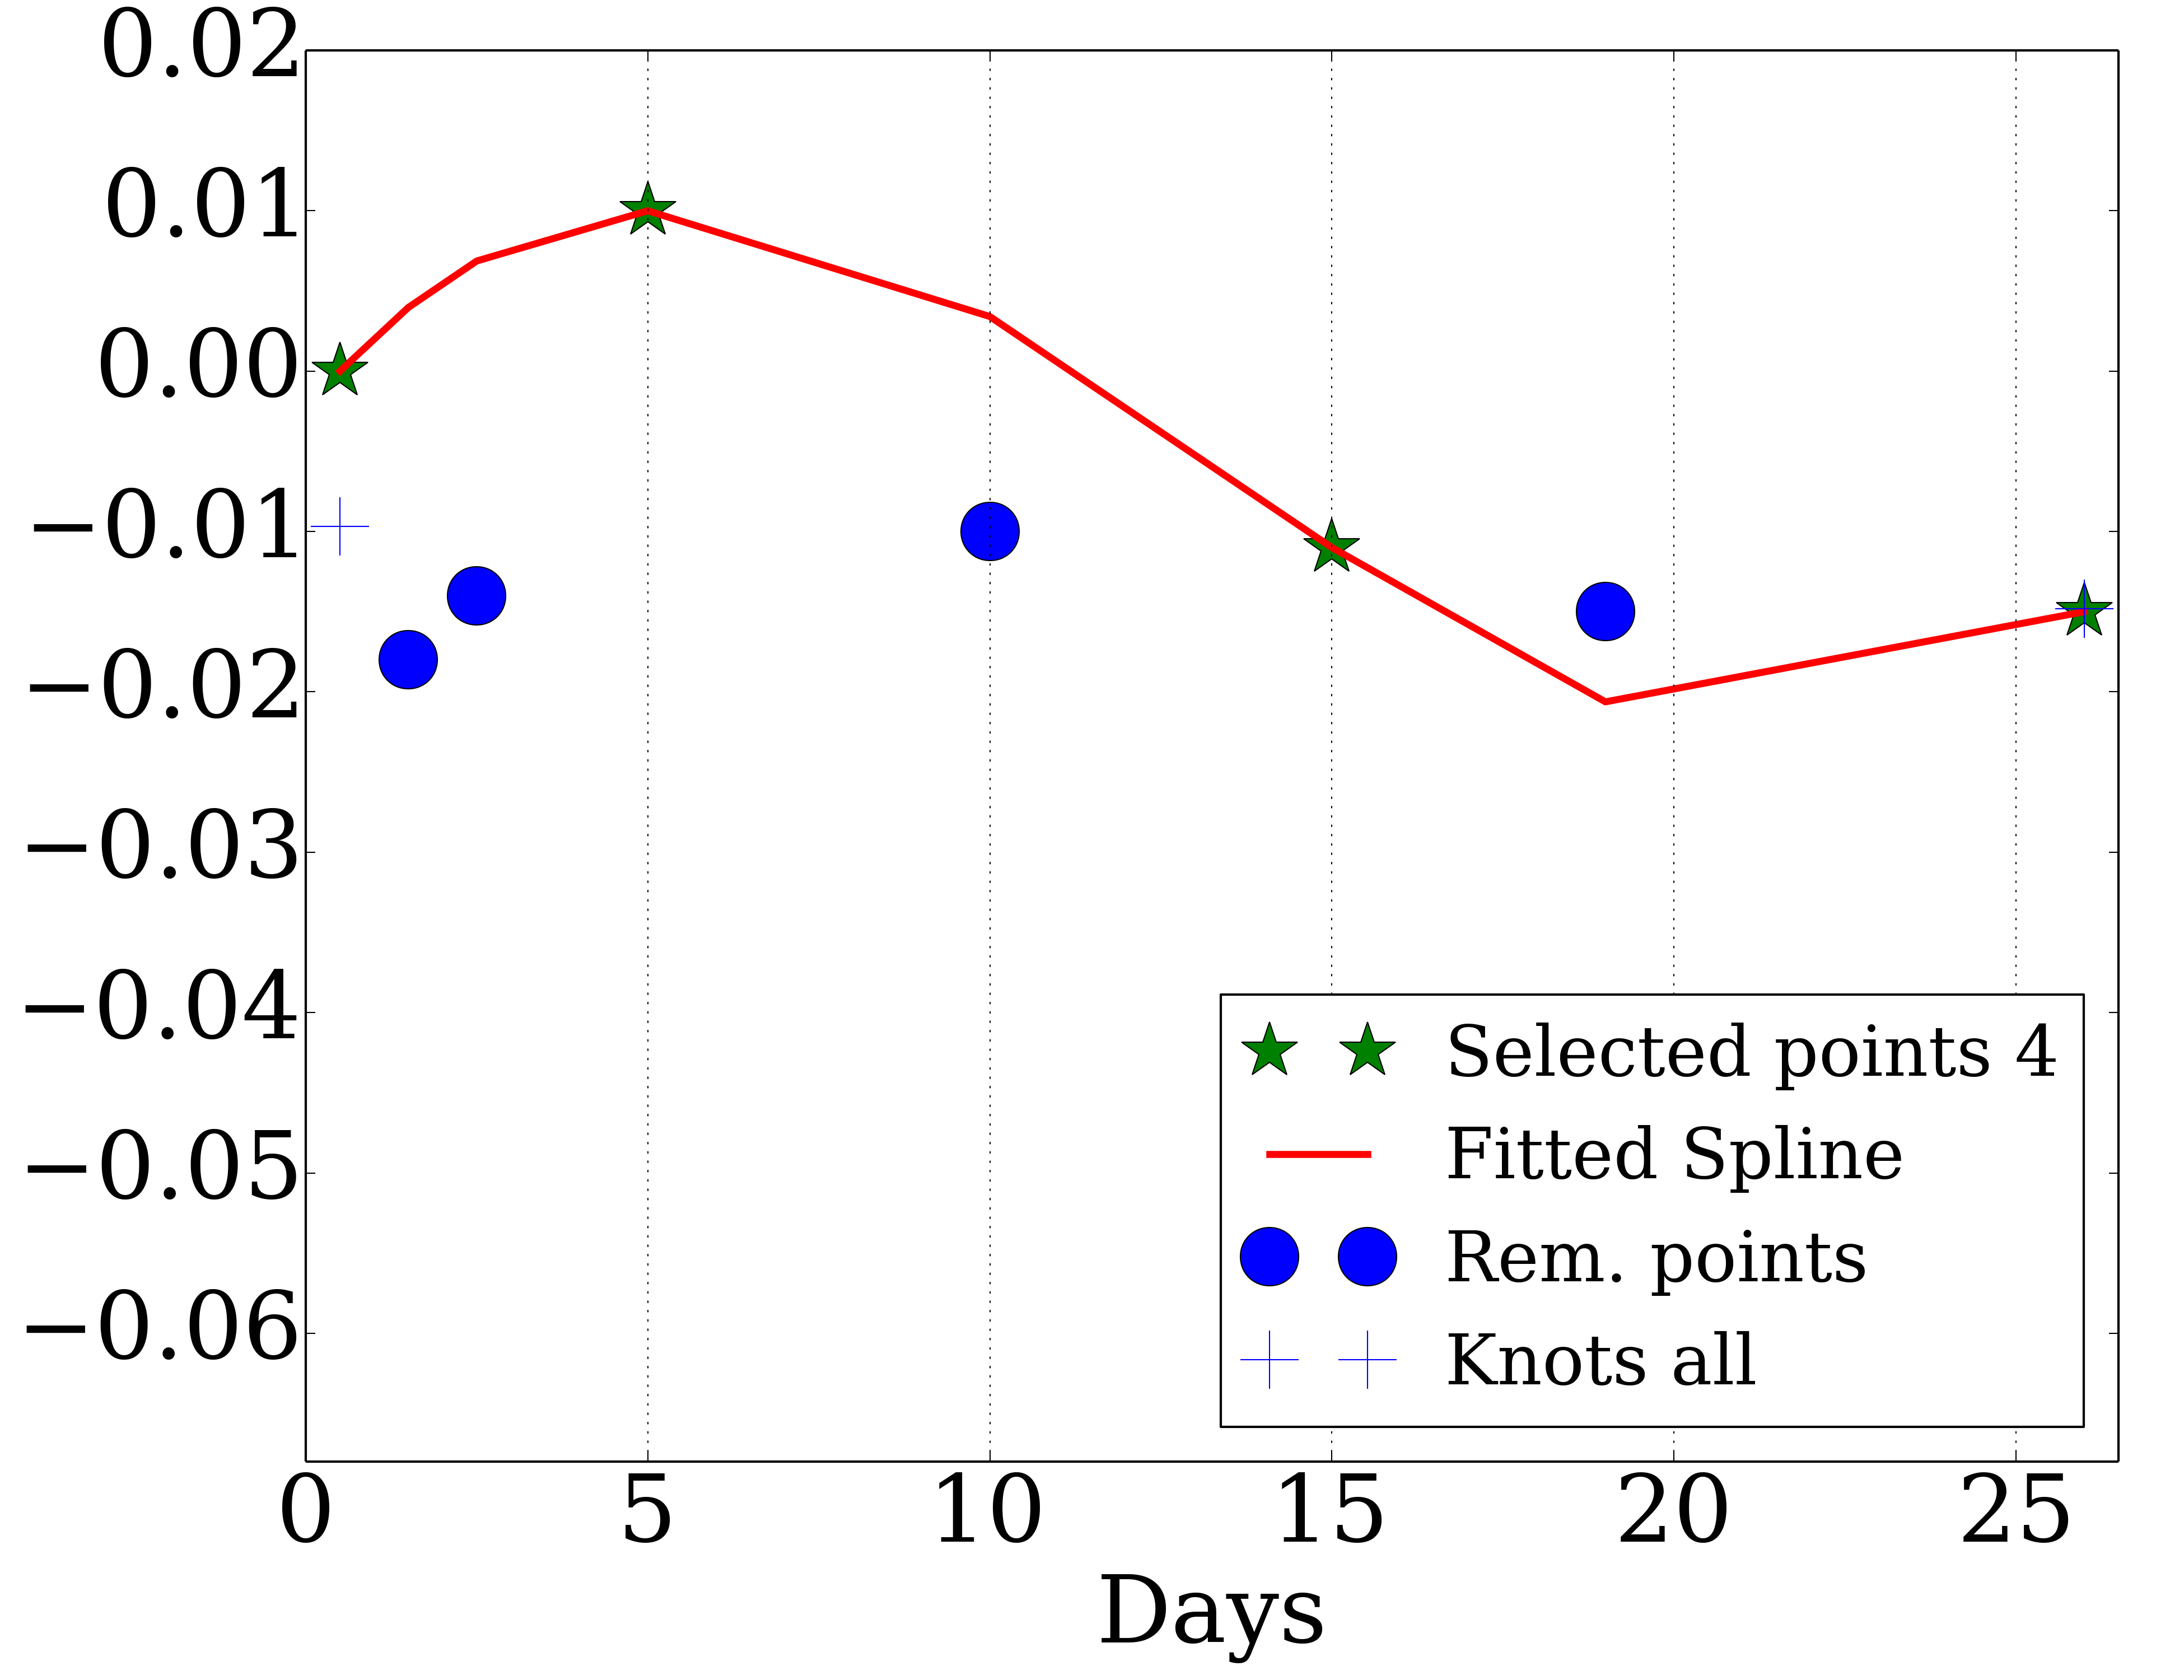 0.02
0.01
0.00
−0.01
−0.02
−0.03
−0.04
−0.05
−0.06
Selected points 4
Fitted Spline
Rem. points
Knots all
0 5 10 15 20 25
Days